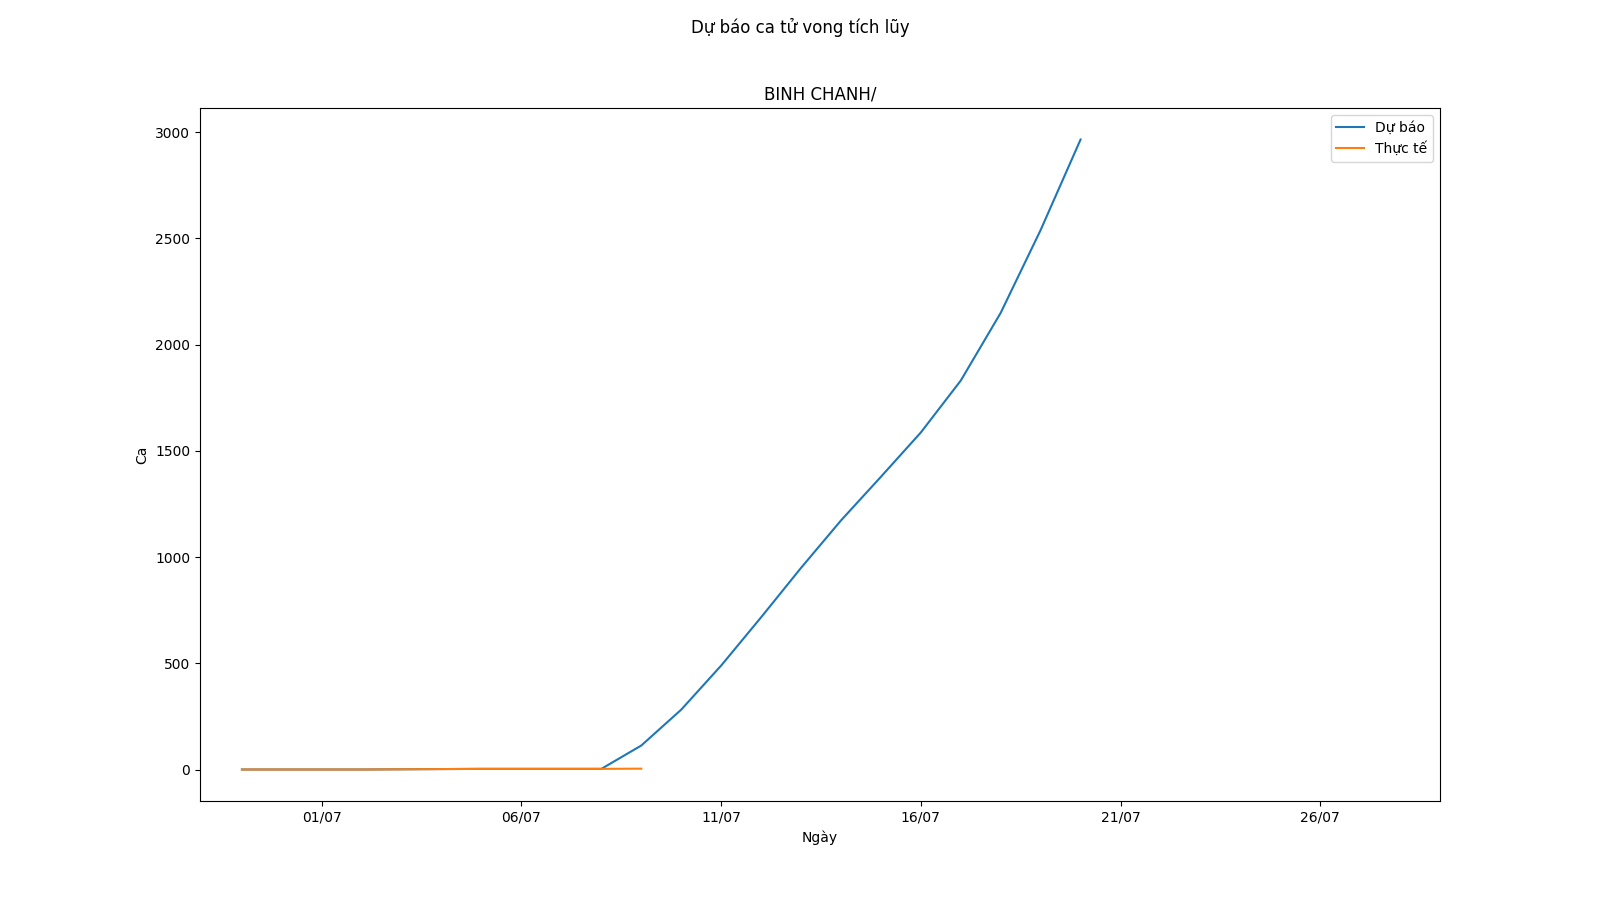 Dự báo ca tử vong tích lũy
BINH CHANH/
Dự báo
Thực tế
3000
2500
2000
1500
1000
500
0
Ca
01/07 06/07 11/07 16/07 21/07 26/07
Ngày